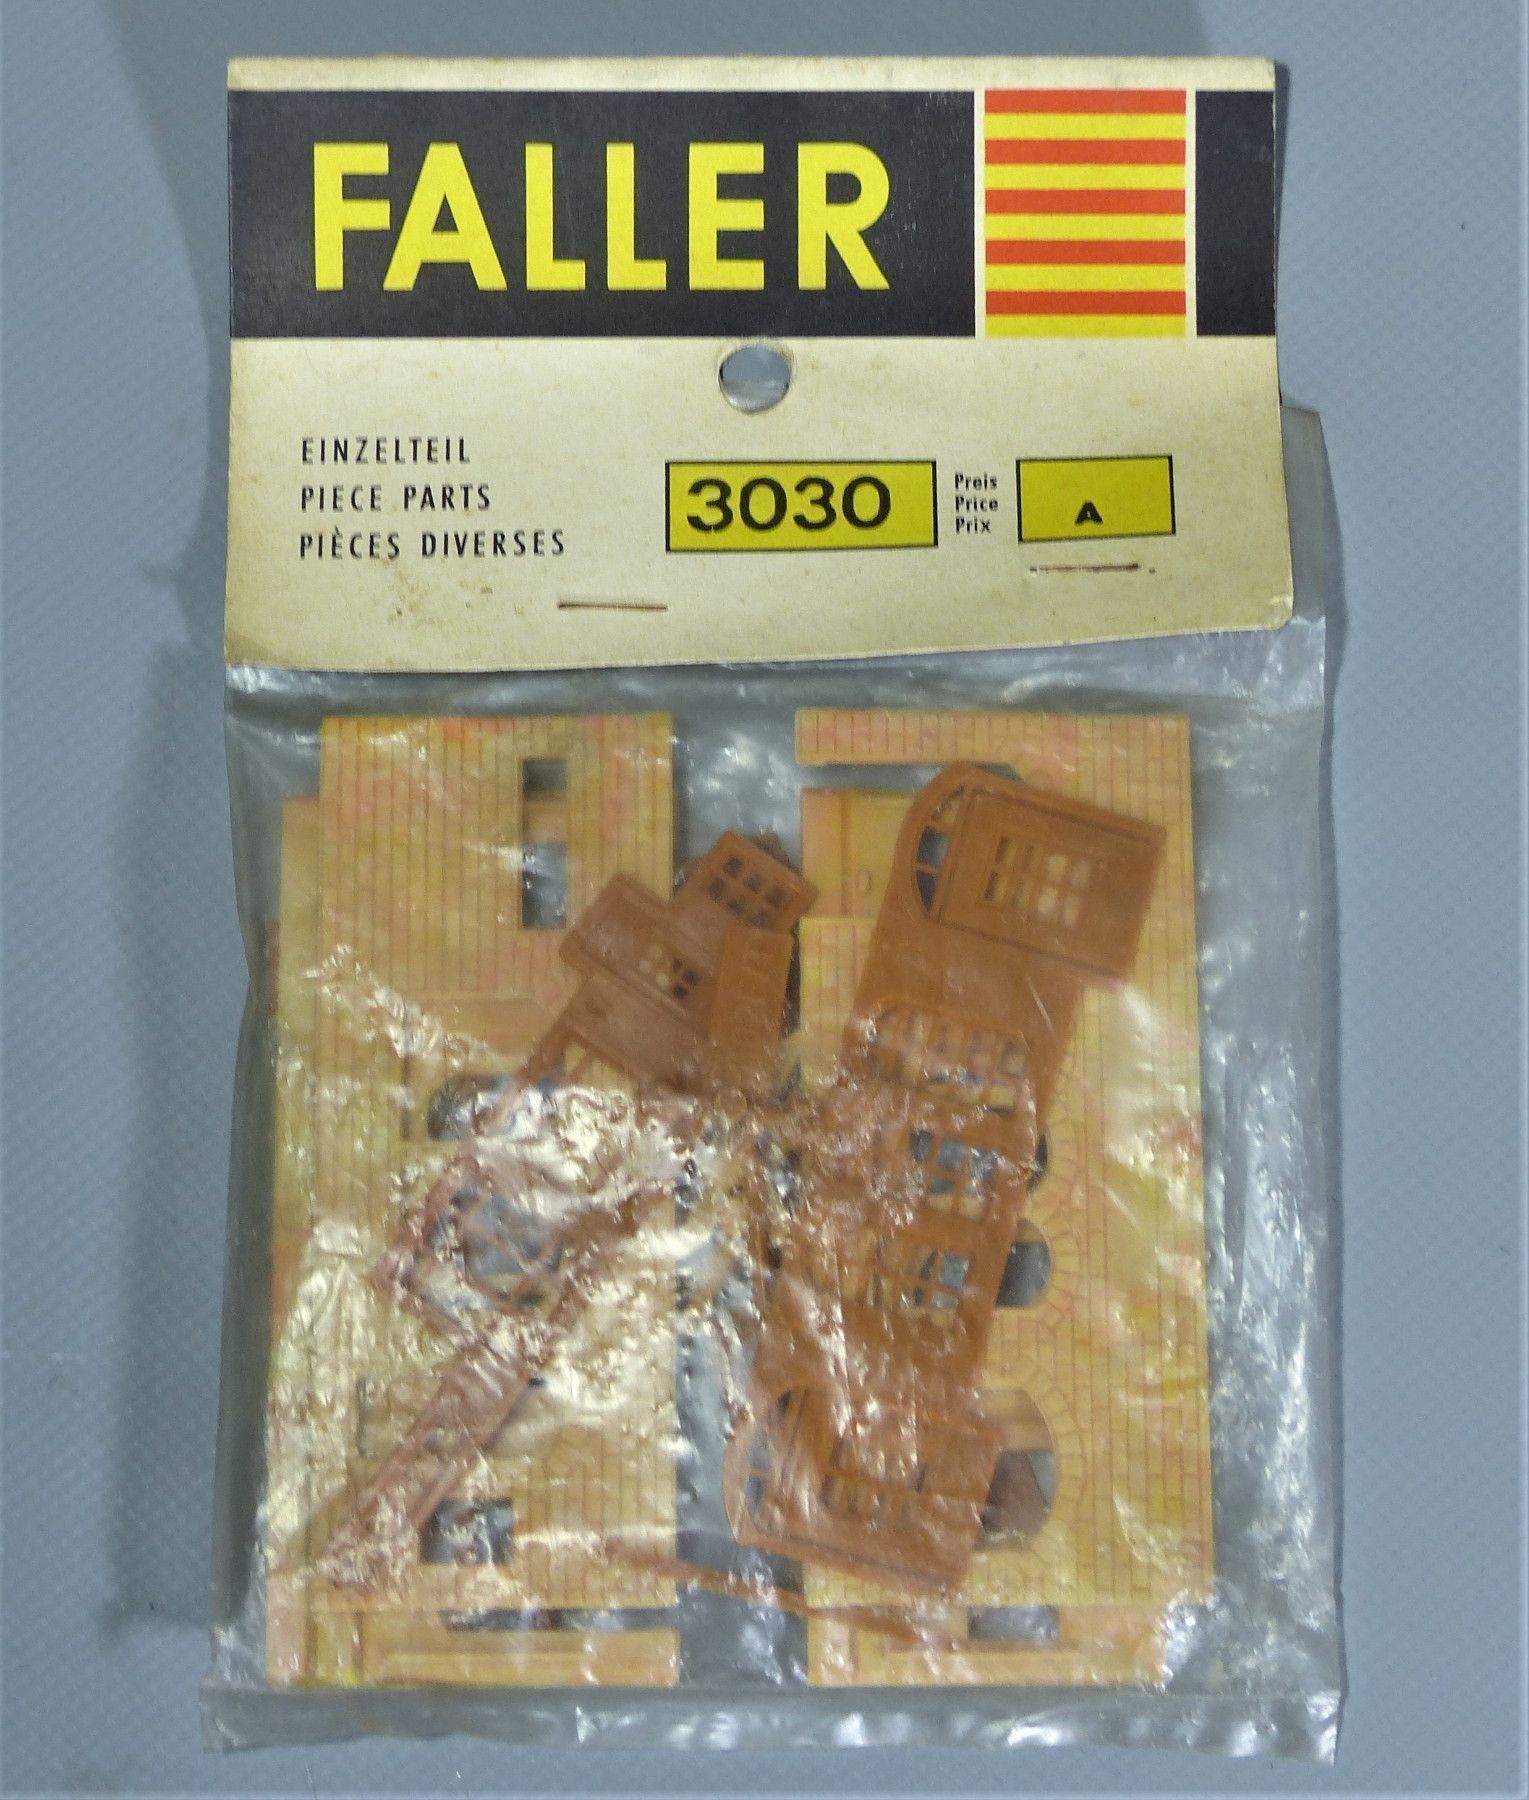 FALLER
EINZELTEIL
PIECE PARTS
PIÈCES DIVERSES
3030
Preis
Price
Prix
A